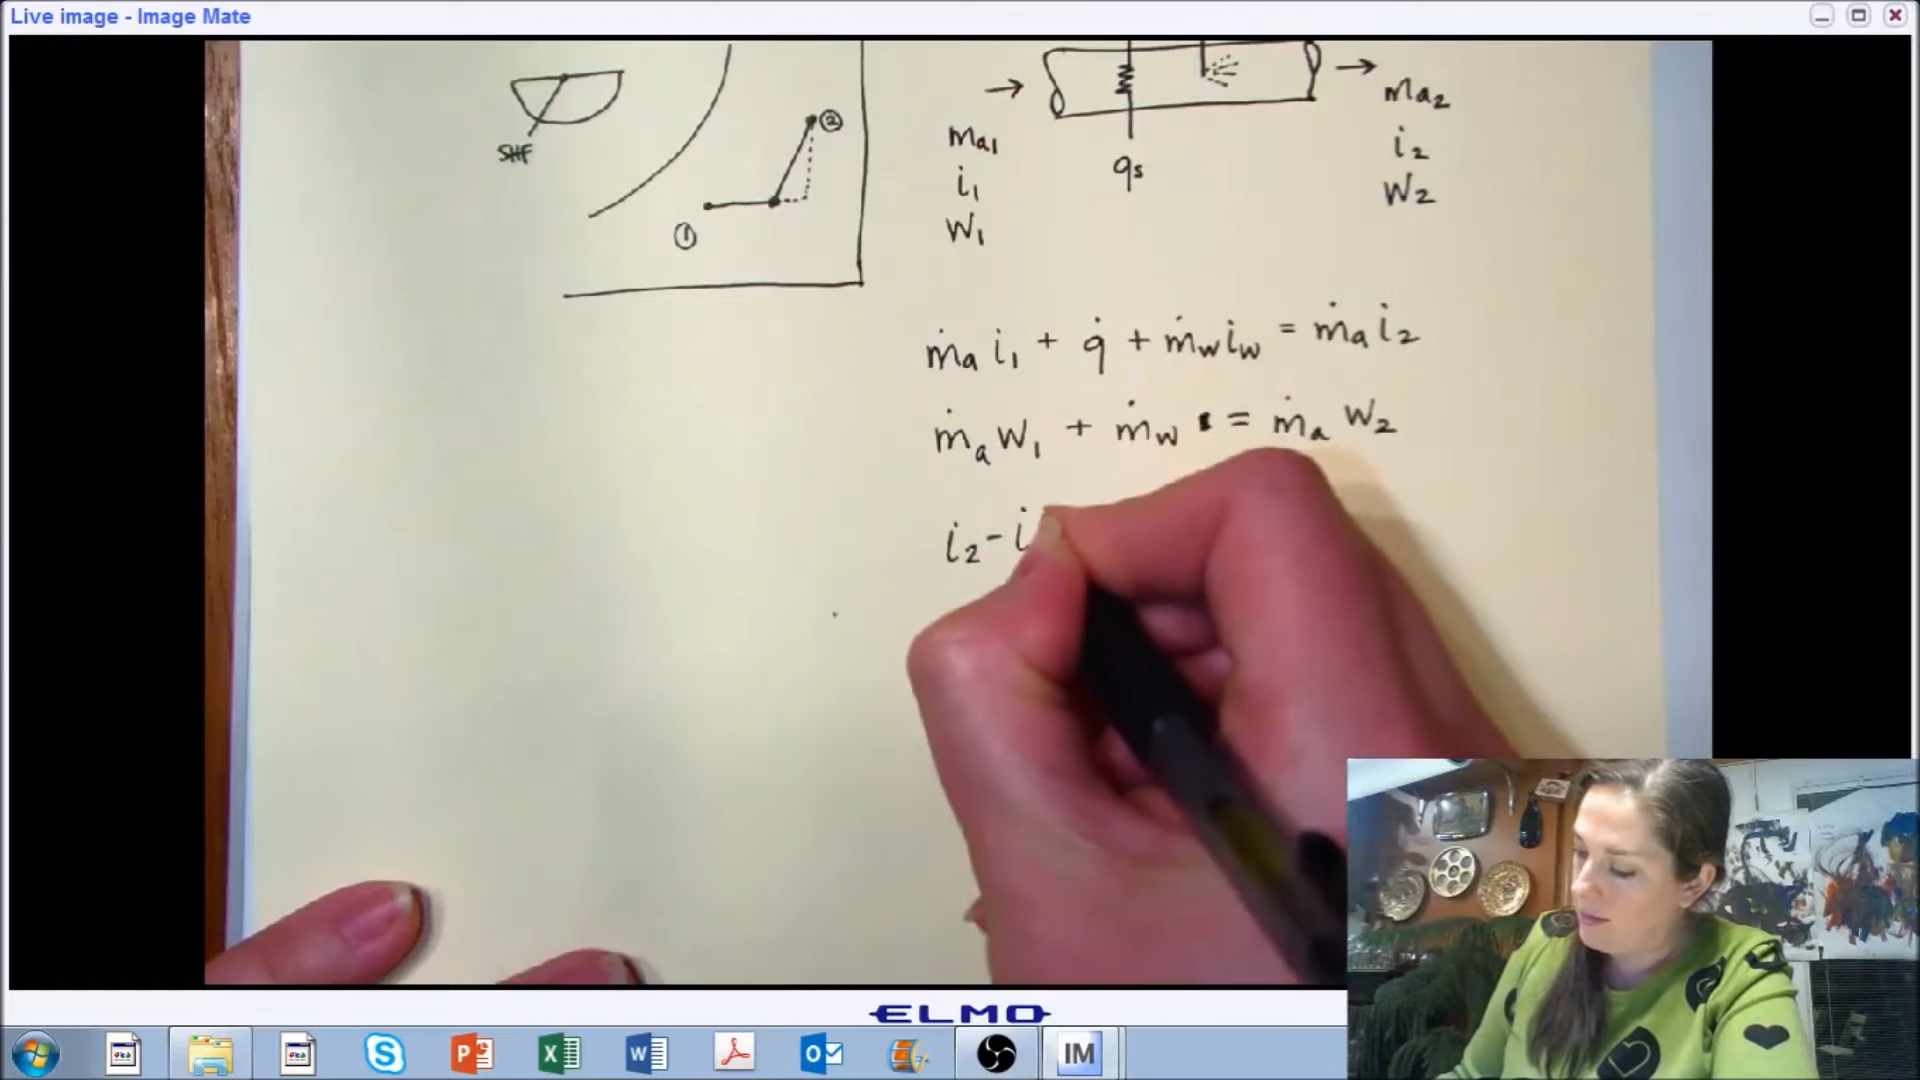 Live image - Image Mate
SHF
②
①
ma1
i1
W1
qs
ma2
i2
W2
ṁa i1 + q̇ + ṁw iw = ṁa i2
ṁa W1 + ṁw = ṁa W2
i2 - i
ELMO
IM